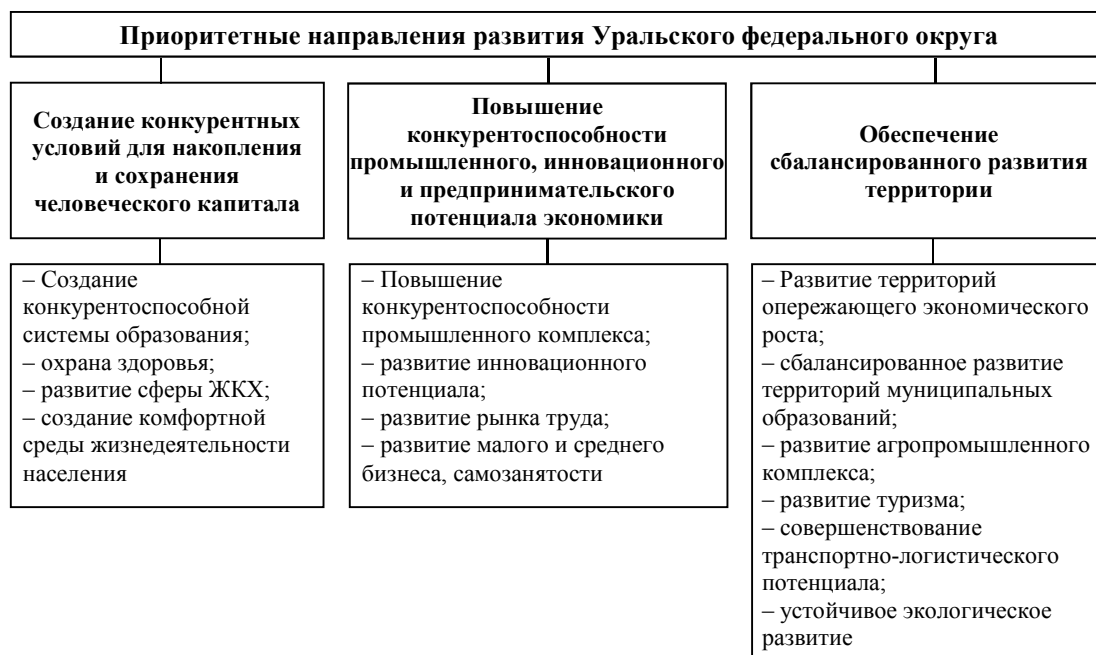 Приоритетные направления развития Уральского федерального округа
Создание конкурентных
условий для накопления
и сохранения
человеческого капитала
Повышение
конкурентоспособности
промышленного, инновационного
и предпринимательского
потенциала экономики
Обеспечение
сбалансированного развития
территории
– Создание
конкурентоспособной
системы образования;
– охрана здоровья;
– развитие сферы ЖКХ;
– создание комфортной
среды жизнедеятельности
населения
– Повышение
конкурентоспособности
промышленного комплекса;
– развитие инновационного
потенциала;
– развитие рынка труда;
– развитие малого и среднего
бизнеса, самозанятости
– Развитие территорий
опережающего экономического
роста;
– сбалансированное развитие
территорий муниципальных
образований;
– развитие агропромышленного
комплекса;
– развитие туризма;
– совершенствование
транспортно-логистического
потенциала;
– устойчивое экологическое
развитие